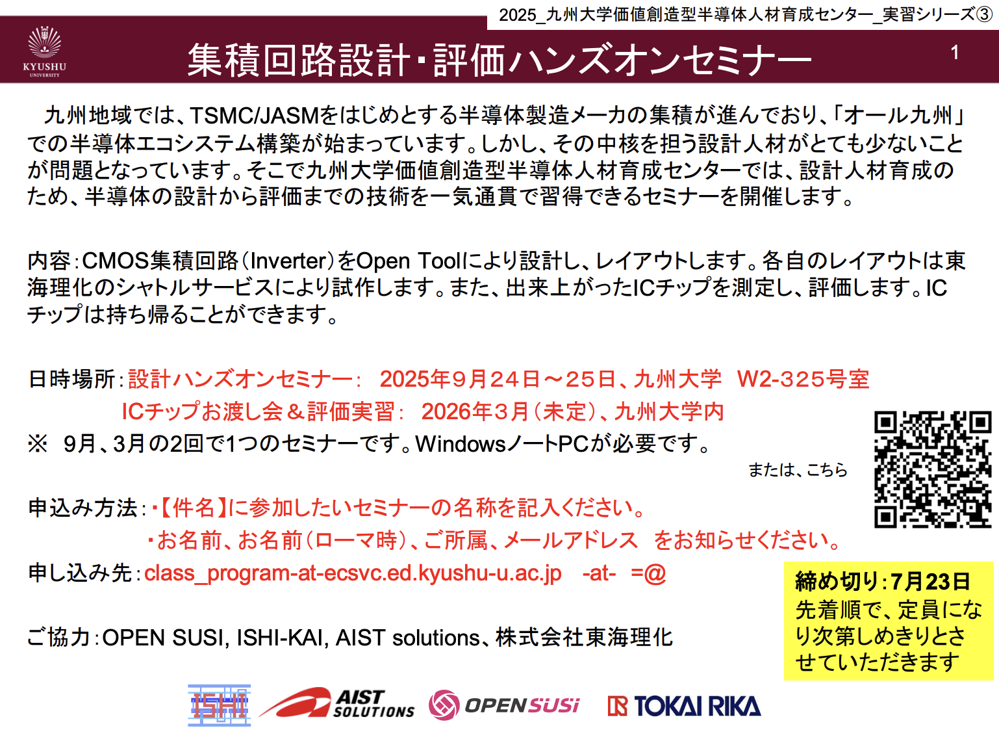 2025_九州大学価値創造型半導体人材育成センター_実習シリーズ③
KYUSHU
UNIVERSITY
集積回路設計・評価ハンズオンセミナー
1
九州地域では、TSMC/JASMをはじめとする半導体製造メーカの集積が進んでおり、「オール九州」
での半導体エコシステム構築が始まっています。しかし、その中核を担う設計人材がとても少ないこと
が問題となっています。そこで九州大学価値創造型半導体人材育成センターでは、設計人材育成の
ため、半導体の設計から評価までの技術を一気通貫で習得できるセミナーを開催します。
内容：CMOS集積回路（Inverter）をOpen Toolにより設計し、レイアウトします。各自のレイアウトは東
海理化のシャトルサービスにより試作します。また、出来上がったICチップを測定し、評価します。IC
チップは持ち帰ることができます。
日時場所：設計ハンズオンセミナー：　2025年９月２４日～２５日、九州大学　W2-３２５号室
ICチップお渡し会＆評価実習：　2026年３月（未定）、九州大学内
※　9月、3月の2回で1つのセミナーです。WindowsノートPCが必要です。
または、こちら
申込み方法：・【件名】に参加したいセミナーの名称を記入ください。
・お名前、お名前（ローマ時）、ご所属、メールアドレス　をお知らせください。
申し込み先：class_program-at-ecsvc.ed.kyushu-u.ac.jp　-at-　=@
締め切り：7月23日
先着順で、定員にな
り次第しめきりとさ
せていただきます
ご協力：OPEN SUSI, ISHI-KAI, AIST solutions、株式会社東海理化
ISHI
AIST
SOLUTIONS
OPENSUSi
TOKAI RIKA